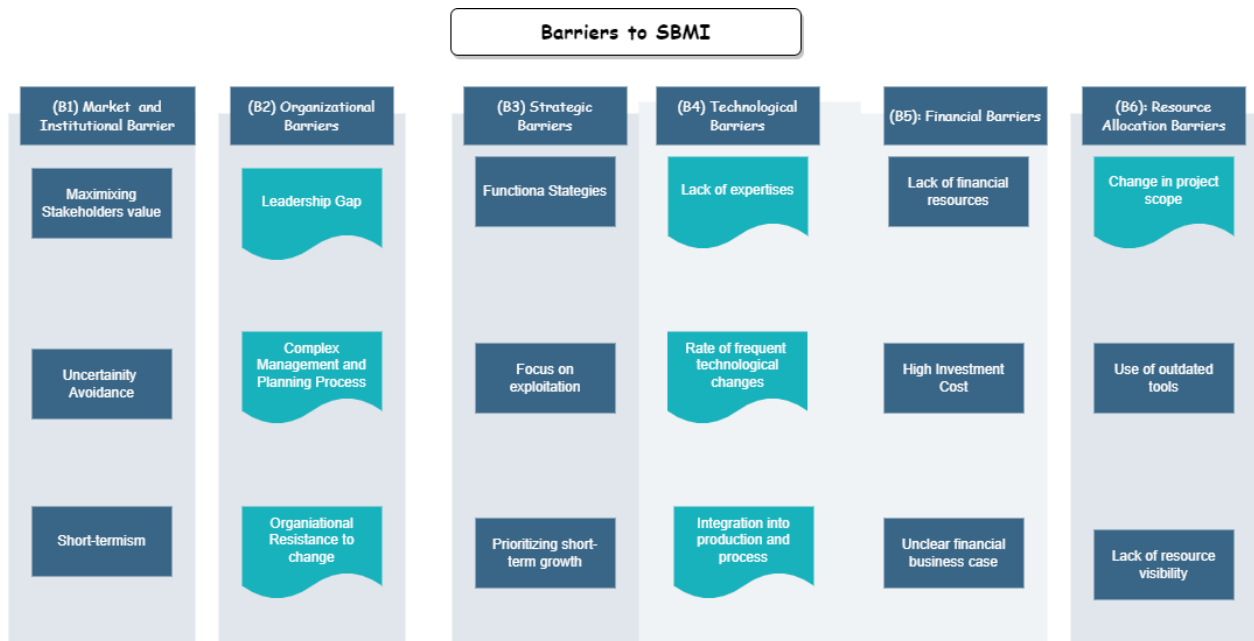 Barriers to SBMI
(B1) Market and
Institutional Barrier
(B2) Organizational
Barriers
(B3) Strategic
Barriers
(B4) Technological
Barriers
(B5): Financial Barriers
(B6): Resource
Allocation Barriers
Maximixing
Stakeholders value
Leadership Gap
Functiona Stategies
Lack of expertises
Lack of financial
resources
Change in project
scope
Uncertainity
Avoidance
Complex
Management and
Planning Process
Focus on
exploitation
Rate of frequent
technological
changes
High Investment
Cost
Use of outdated
tools
Short-termism
Organiational
Resistance to
change
Prioritizing short-
term growth
Integration into
production and
process
Unclear financial
business case
Lack of resource
visibility